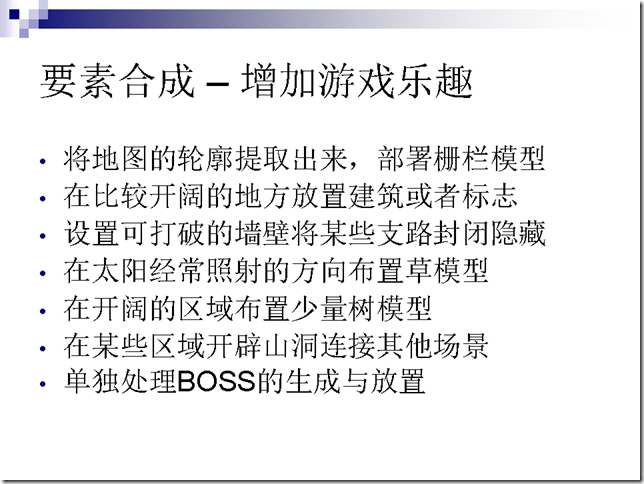 要素合成 – 增加游戏乐趣
• 将地图的轮廓提取出来，部署栅栏模型
• 在比较开阔的地方放置建筑或者标志
• 设置可打破的墙壁将某些支路封闭隐藏
• 在太阳经常照射的方向布置草模型
• 在开阔的区域布置少量树模型
• 在某些区域开辟山洞连接其他场景
• 单独处理BOSS的生成与放置